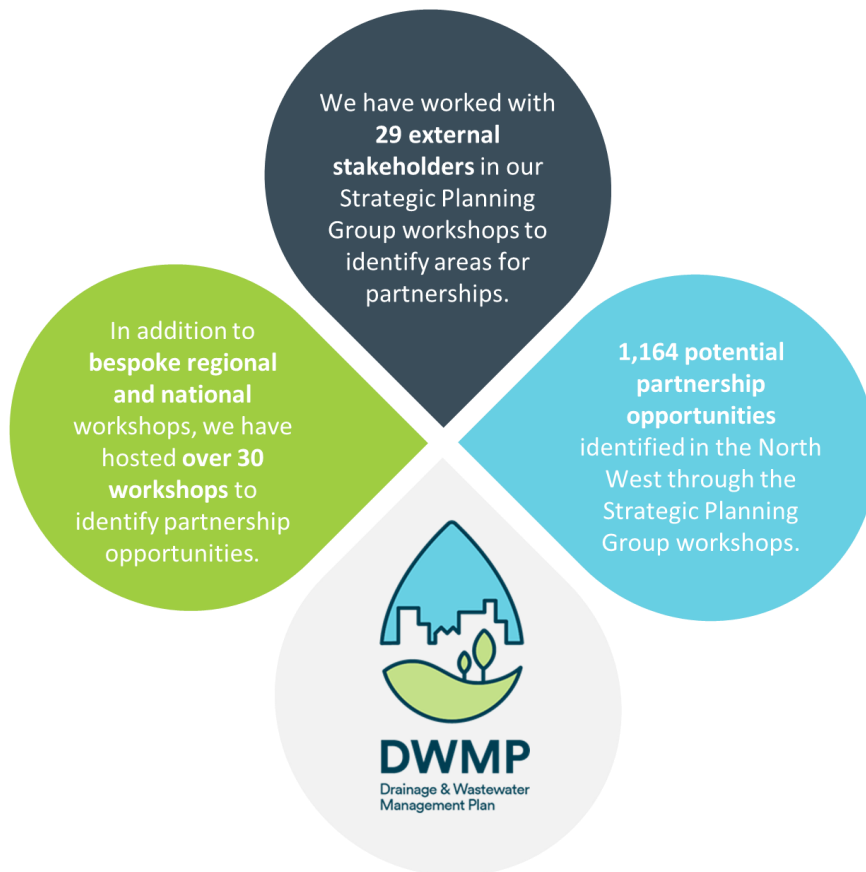 We have worked with
29 external
stakeholders in our
Strategic Planning
Group workshops to
identify areas for
partnerships.
In addition to
bespoke regional
and national
workshops, we have
hosted over 30
workshops to
identify partnership
opportunities.
1,164 potential
partnership
opportunities
identified in the North
West through the
Strategic Planning
Group workshops.
DWMP
Drainage & Wastewater
Management Plan